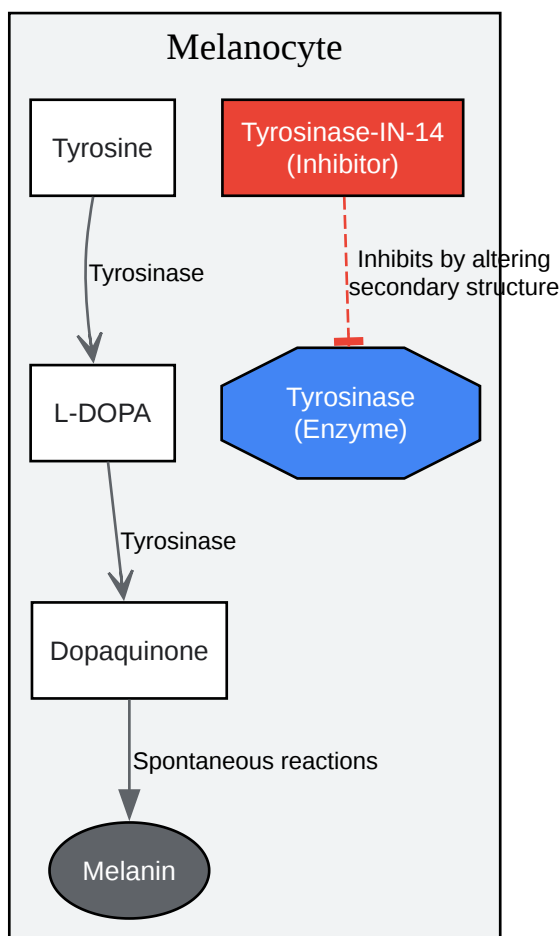 Melanocyte
Tyrosine
Tyrosinase-IN-14
(Inhibitor)
Tyrosinase
Inhibits by altering
secondary structure
L-DOPA
Tyrosinase
(Enzyme)
Tyrosinase
Dopaquinone
Spontaneous reactions
Melanin